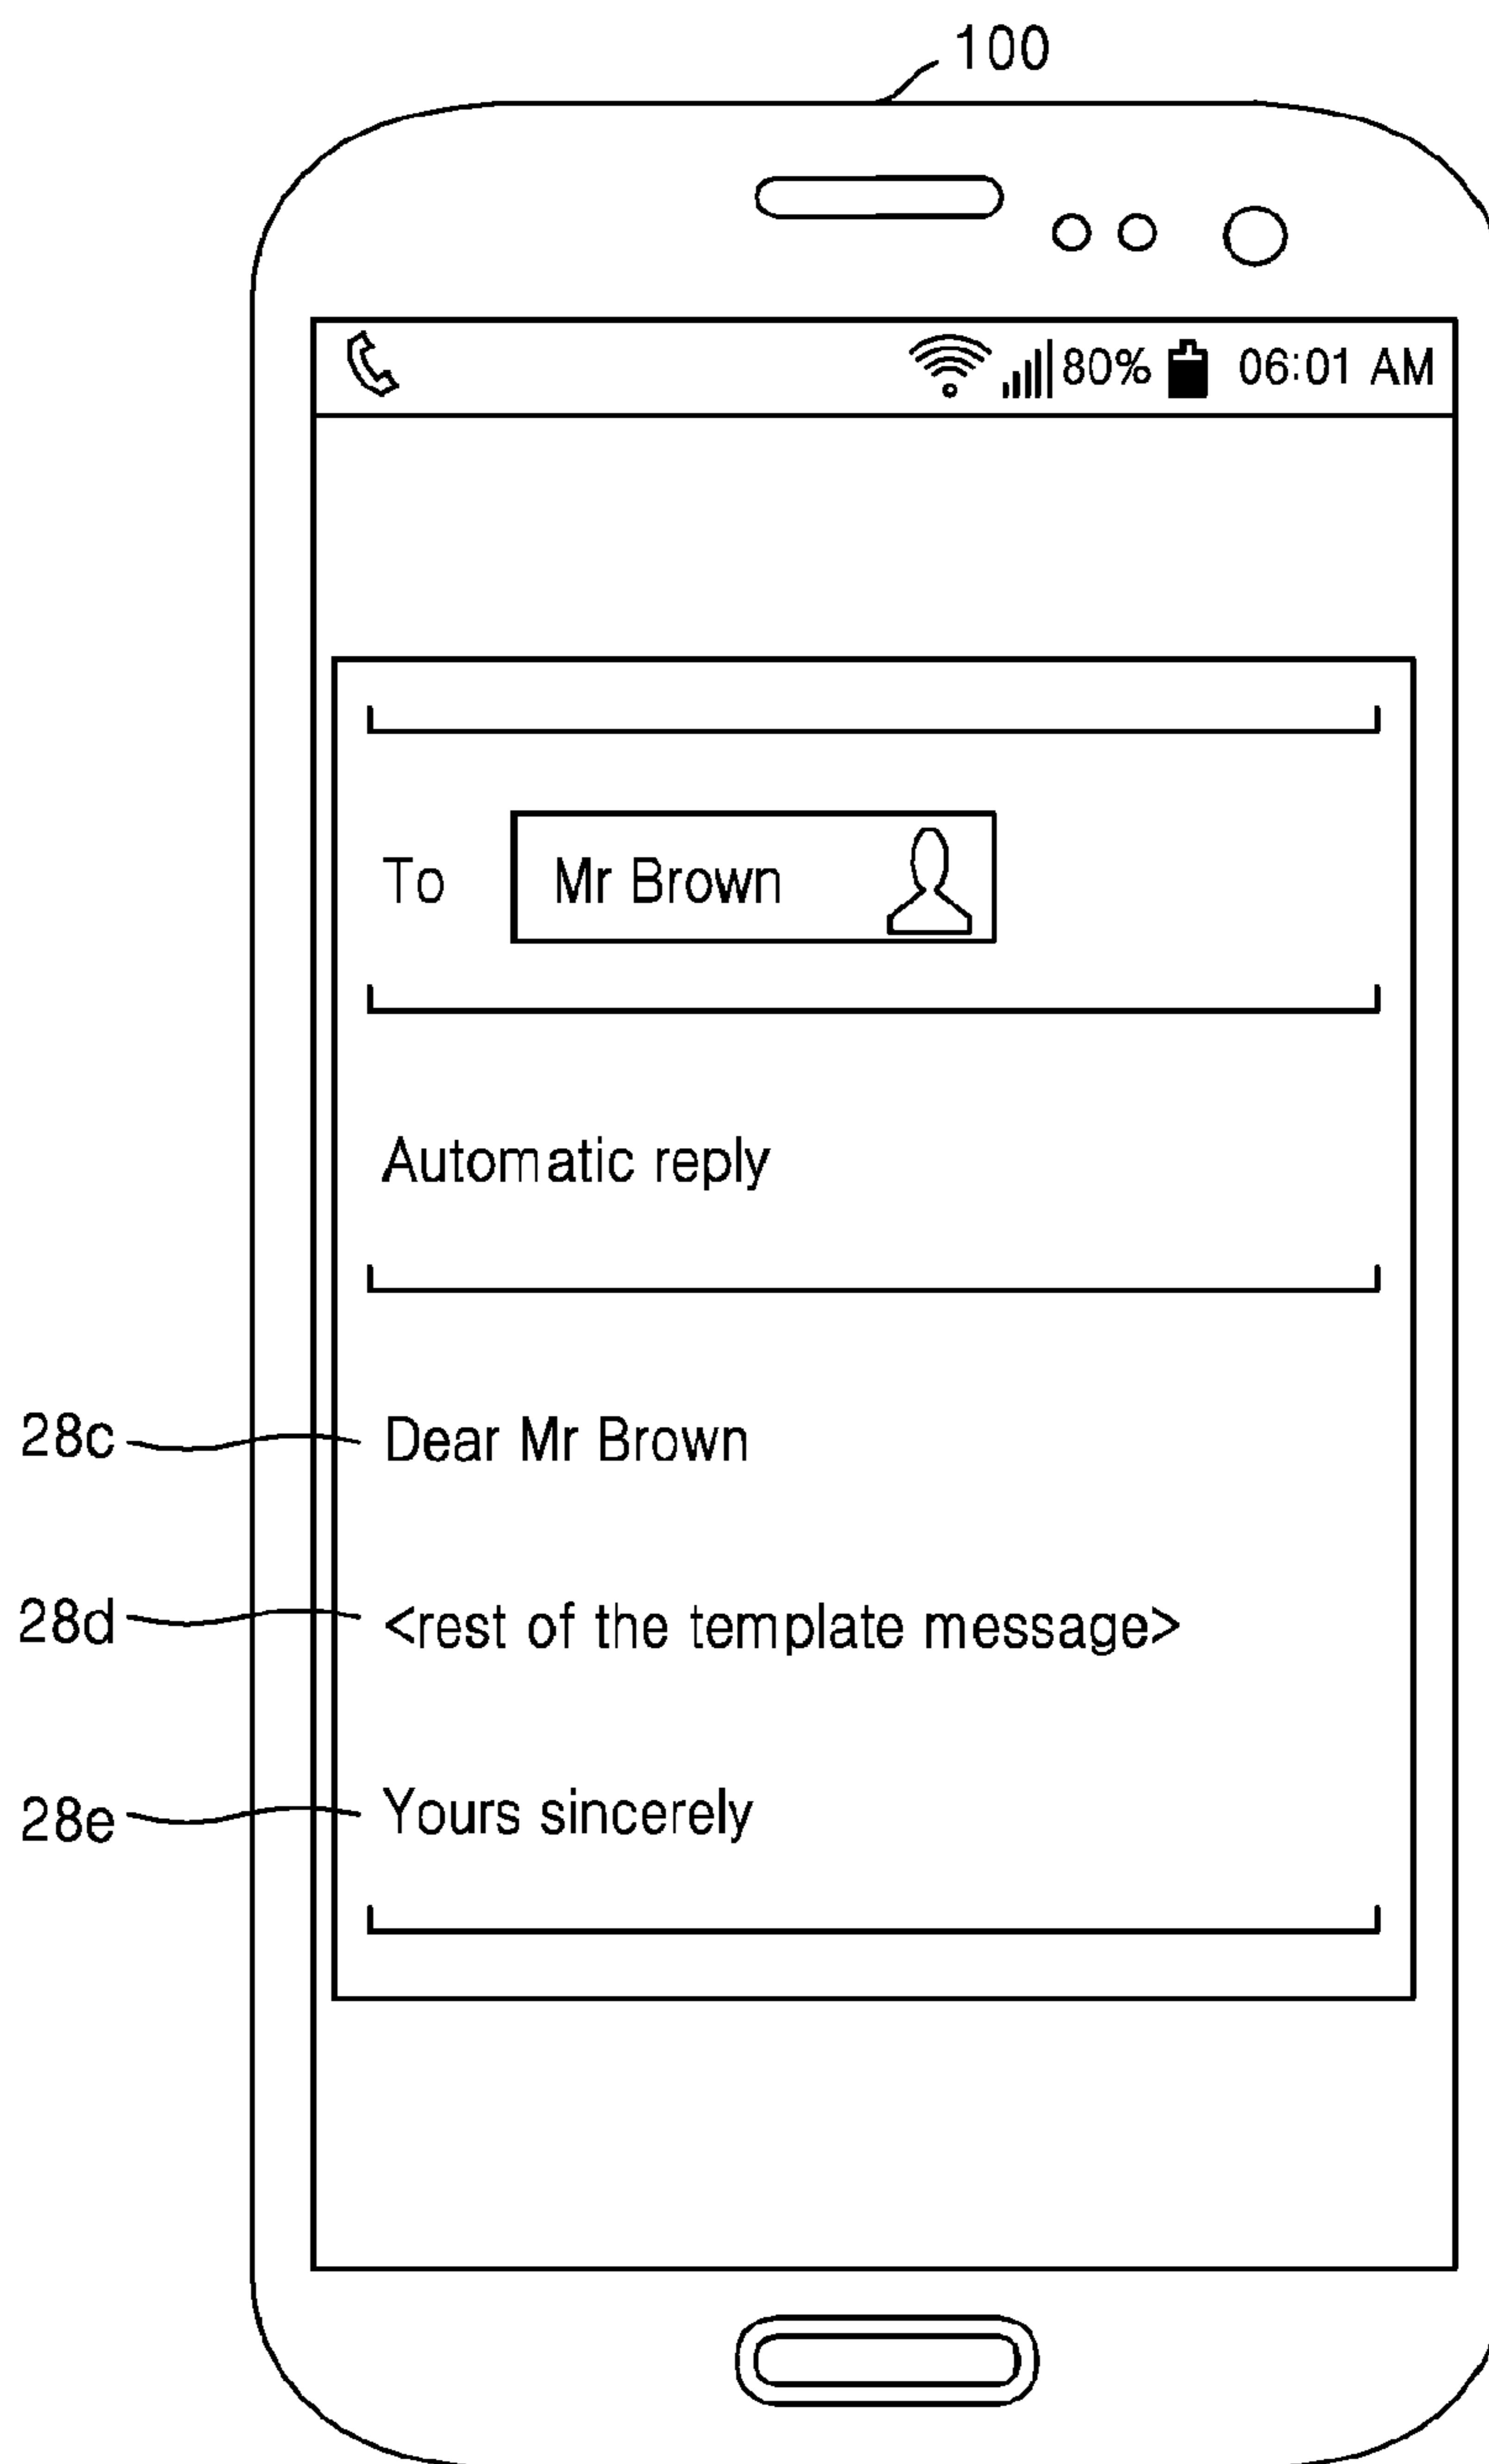 100
80% 06:01 AM
To Mr Brown
Automatic reply
28c Dear Mr Brown
28d <rest of the template message>
28e Yours sincerely